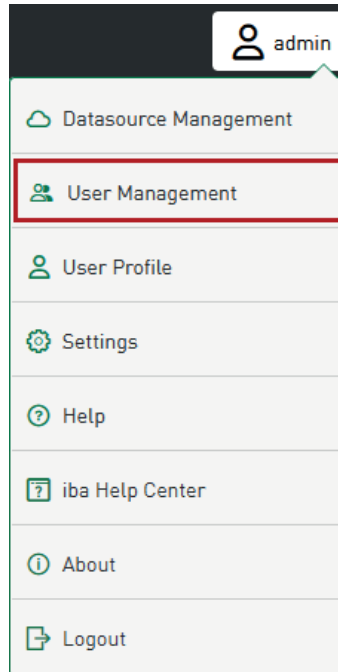 admin
Datasource Management
User Management
User Profile
Settings
Help
iba Help Center
About
Logout